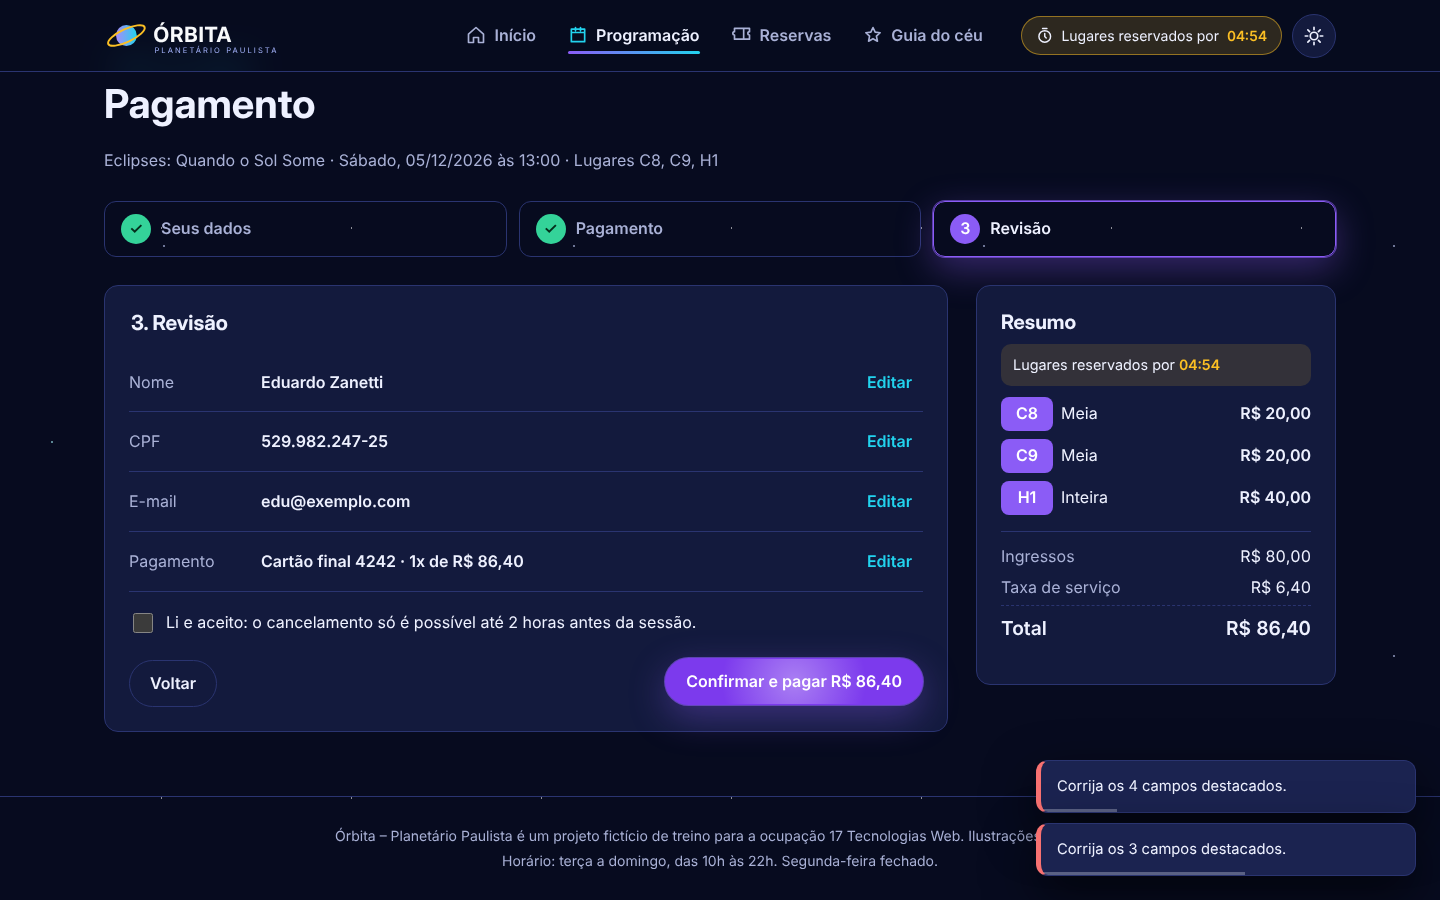 ÓRBITA
PLANETÁRIO PAULISTA
Início
Programação
Reservas
Guia do céu
Lugares reservados por 04:54
Pagamento
Eclipses: Quando o Sol Some · Sábado, 05/12/2026 às 13:00 · Lugares C8, C9, H1
Seus dados
Pagamento
3 Revisão
3. Revisão
Nome Eduardo Zanetti Editar
CPF 529.982.247-25 Editar
E-mail edu@exemplo.com Editar
Pagamento Cartão final 4242 · 1x de R$ 86,40 Editar
Li e aceito: o cancelamento só é possível até 2 horas antes da sessão.
Voltar
Confirmar e pagar R$ 86,40
Resumo
Lugares reservados por 04:54
C8 Meia R$ 20,00
C9 Meia R$ 20,00
H1 Inteira R$ 40,00
Ingressos R$ 80,00
Taxa de serviço R$ 6,40
Total R$ 86,40
Corrija os 4 campos destacados.
Corrija os 3 campos destacados.
Órbita – Planetário Paulista é um projeto fictício de treino para a ocupação 17 Tecnologias Web. Ilustrações
Horário: terça a domingo, das 10h às 22h. Segunda-feira fechado.